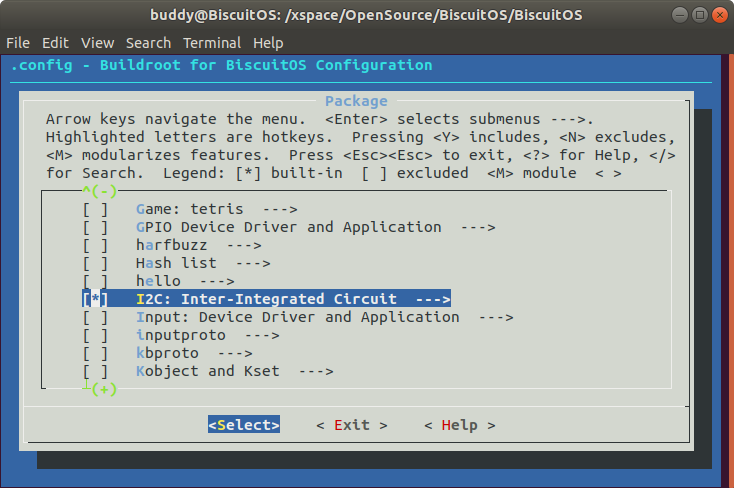 buddy@BiscuitOS: /xspace/OpenSource/BiscuitOS/BiscuitOS
File Edit View Search Terminal Help
.config - Buildroot for BiscuitOS Configuration
Package
Arrow keys navigate the menu.  <Enter> selects submenus --->.
Highlighted letters are hotkeys.  Pressing <Y> includes, <N> excludes,
<M> modularizes features.  Press <Esc><Esc> to exit, <?> for Help, </>
for Search.  Legend: [*] built-in  [ ] excluded  <M> module  < >
^(-)
[ ]   Game: tetris  --->
[ ]   GPIO Device Driver and Application  --->
[ ]   harfbuzz  --->
[ ]   Hash list  --->
[ ]   hello  --->
[*]   I2C: Inter-Integrated Circuit  --->
[ ]   Input: Device Driver and Application  --->
[ ]   inputproto  --->
[ ]   kbproto  --->
[ ]   Kobject and Kset  --->
┴(+)
<Select>    < Exit >    < Help >